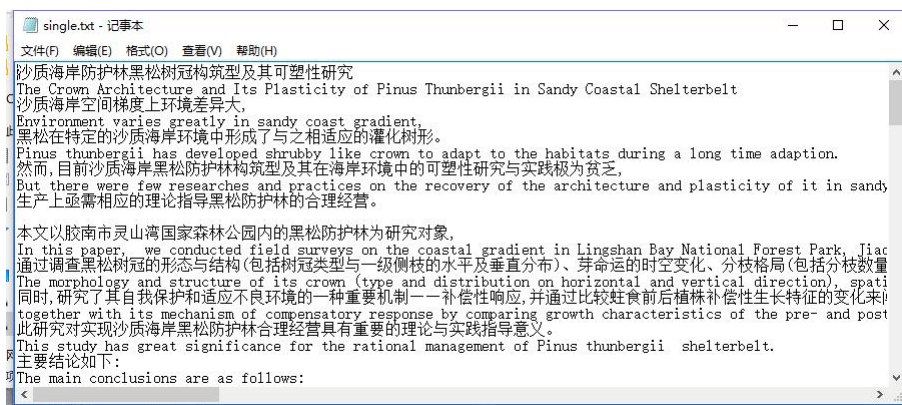 single.txt - 记事本
文件(F) 编辑(E) 格式(O) 查看(V) 帮助(H)
沙质海岸防护林黑松树冠构筑型及其可塑性研究
The Crown Architecture and Its Plasticity of Pinus Thunbergii in Sandy Coastal Shelterbelt
沙质海岸空间梯度上环境差异大,
Environment varies greatly in sandy coast gradient,
黑松在特定的沙质海岸环境中形成了与之相适应的灌化树形。
Pinus thunbergii has developed shrubby like crown to adapt to the habitats during a long time adaption.
然而,目前沙质海岸黑松防护林构筑型及其在海岸环境中的可塑性研究与实践极为贫乏,
But there were few researches and practices on the recovery of the architecture and plasticity of it in sandy
生产上亟需相应的理论指导黑松防护林的合理经营。
本文以胶南市灵山湾国家森林公园内的黑松防护林为研究对象,
In this paper, we conducted field surveys on the coastal gradient in Lingshan Bay National Forest Park, Jiao
通过调查黑松树冠的形态与结构(包括树冠类型与一级侧枝的水平及垂直分布)、芽命运的时空变化、分枝格局(包括分枝数量
The morphology and structure of its crown (type and distribution on horizontal and vertical direction), spati
同时,研究了其自我保护和适应不良环境的一种重要机制——补偿性响应,并通过比较蛀食前后植株补偿性生长特征的变化来
together with its mechanism of compensatory response by comparing growth characteristics of the pre- and post
此研究对实现沙质海岸黑松防护林合理经营具有重要的理论与实践指导意义。
This study has great significance for the rational management of Pinus thunbergii shelterbelt.
主要结论如下:
The main conclusions are as follows: